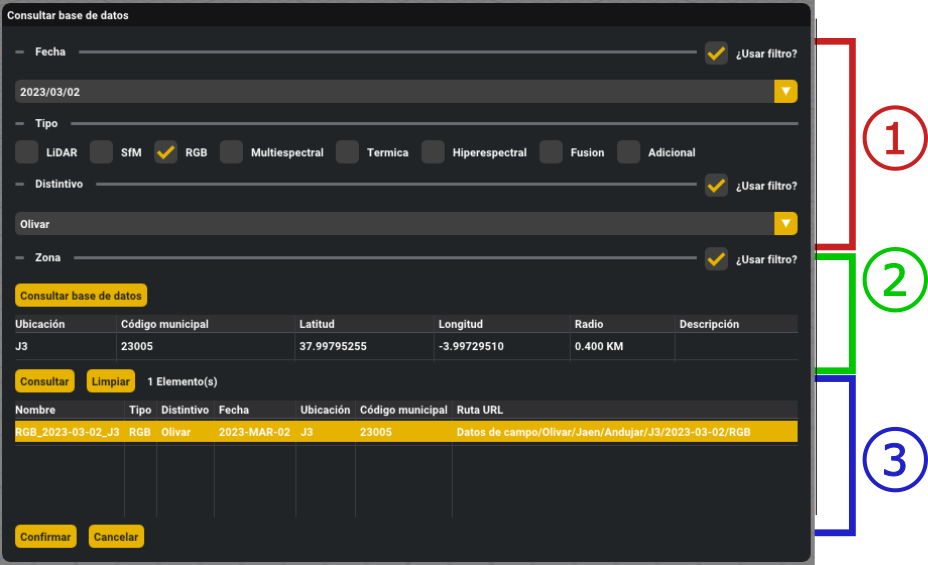 Consultar base de datos
Fecha ¿Usar filtro?
2023/03/02
Tipo
LiDAR SfM RGB Multiespectral Termica Hiperespectral Fusion Adicional
Distintivo ¿Usar filtro?
Olivar
Zona ¿Usar filtro?
Consultar base de datos
Ubicación Código municipal Latitud Longitud Radio Descripción
J3 23005 37.99795255 -3.99729510 0.400 KM
Consultar Limpiar 1 Elemento(s)
Nombre Tipo Distintivo Fecha Ubicación Código municipal Ruta URL
RGB_2023-03-02_J3 RGB Olivar 2023-MAR-02 J3 23005 Datos de campo/Olivar/Jaen/Andujar/J3/2023-03-02/RGB
Confirmar Cancelar
1
2
3